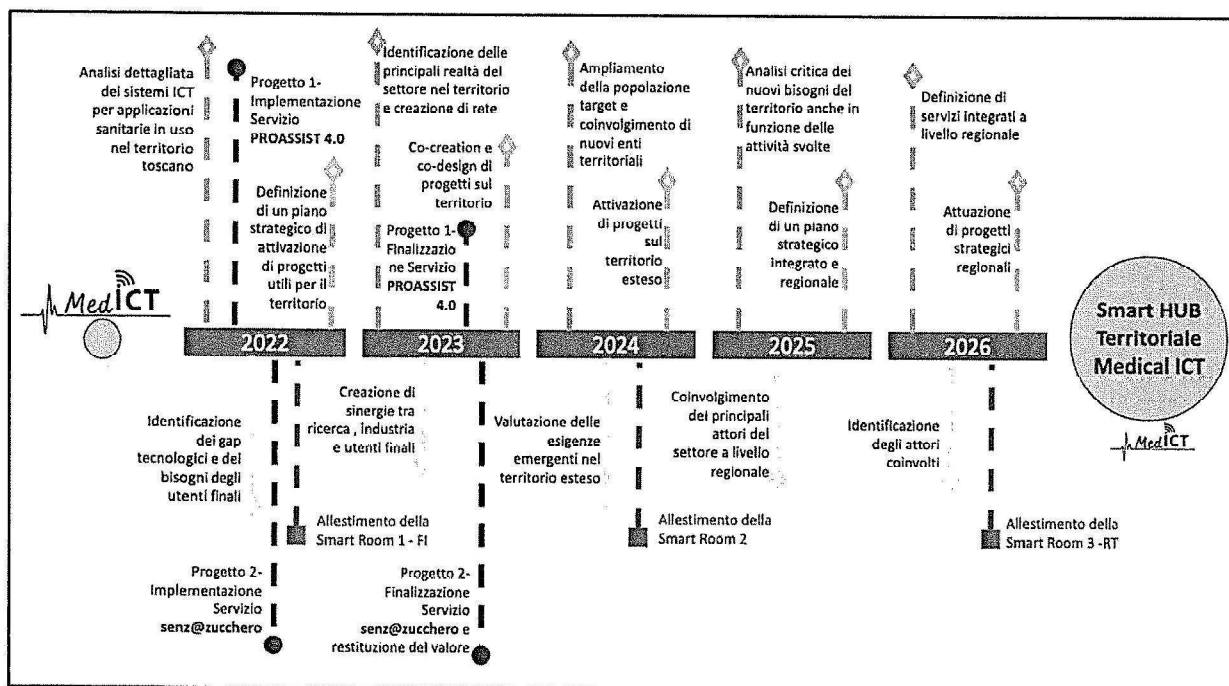 Analisi dettagliata
dei sistemi ICT
per applicazioni
sanitarie in uso
nel territorio
toscano
Progetto 1-
Implementazione
Servizio
PROASSIST 4.0
Definizione
di un piano
strategico di
attivazione
di progetti
utili per il
territorio
Identificazione delle
principali realtà del
settore nel territorio
e creazione di rete
Co-creation e
co-design di
progetti sul
territorio
Progetto 1-
Finalizzazio
ne Servizio
PROASSIST
4.0
Ampliamento
della popolazione
target e
coinvolgimento di
nuovi enti
territoriali
Attivazione
di progetti
sul
territorio
esteso
Analisi critica dei
nuovi bisogni del
territorio anche in
funzione delle
attività svolte
Definizione
di un piano
strategico
integrato e
regionale
Definizione di
servizi integrati a
livello regionale
Attuazione
di progetti
strategici
regionali
MedICT
2022
2023
2024
2025
2026
Smart HUB
Territoriale
Medical ICT
MedICT
Identificazione
dei gap
tecnologici e dei
bisogni degli
utenti finali
Allestimento della
Smart Room 1 - FI
Progetto 2-
Implementazione
Servizio
senz@zucchero
Creazione di
sinergie tra
ricerca , industria
e utenti finali
Progetto 2-
Finalizzazione
Servizio
senz@zucchero e
restituzione del valore
Valutazione delle
esigenze
emergenti nel
territorio esteso
Allestimento della
Smart Room 2
Coinvolgimento
dei principali
attori del
settore a livello
regionale
Identificazione
degli attori
coinvolti
Allestimento della
Smart Room 3 -RT